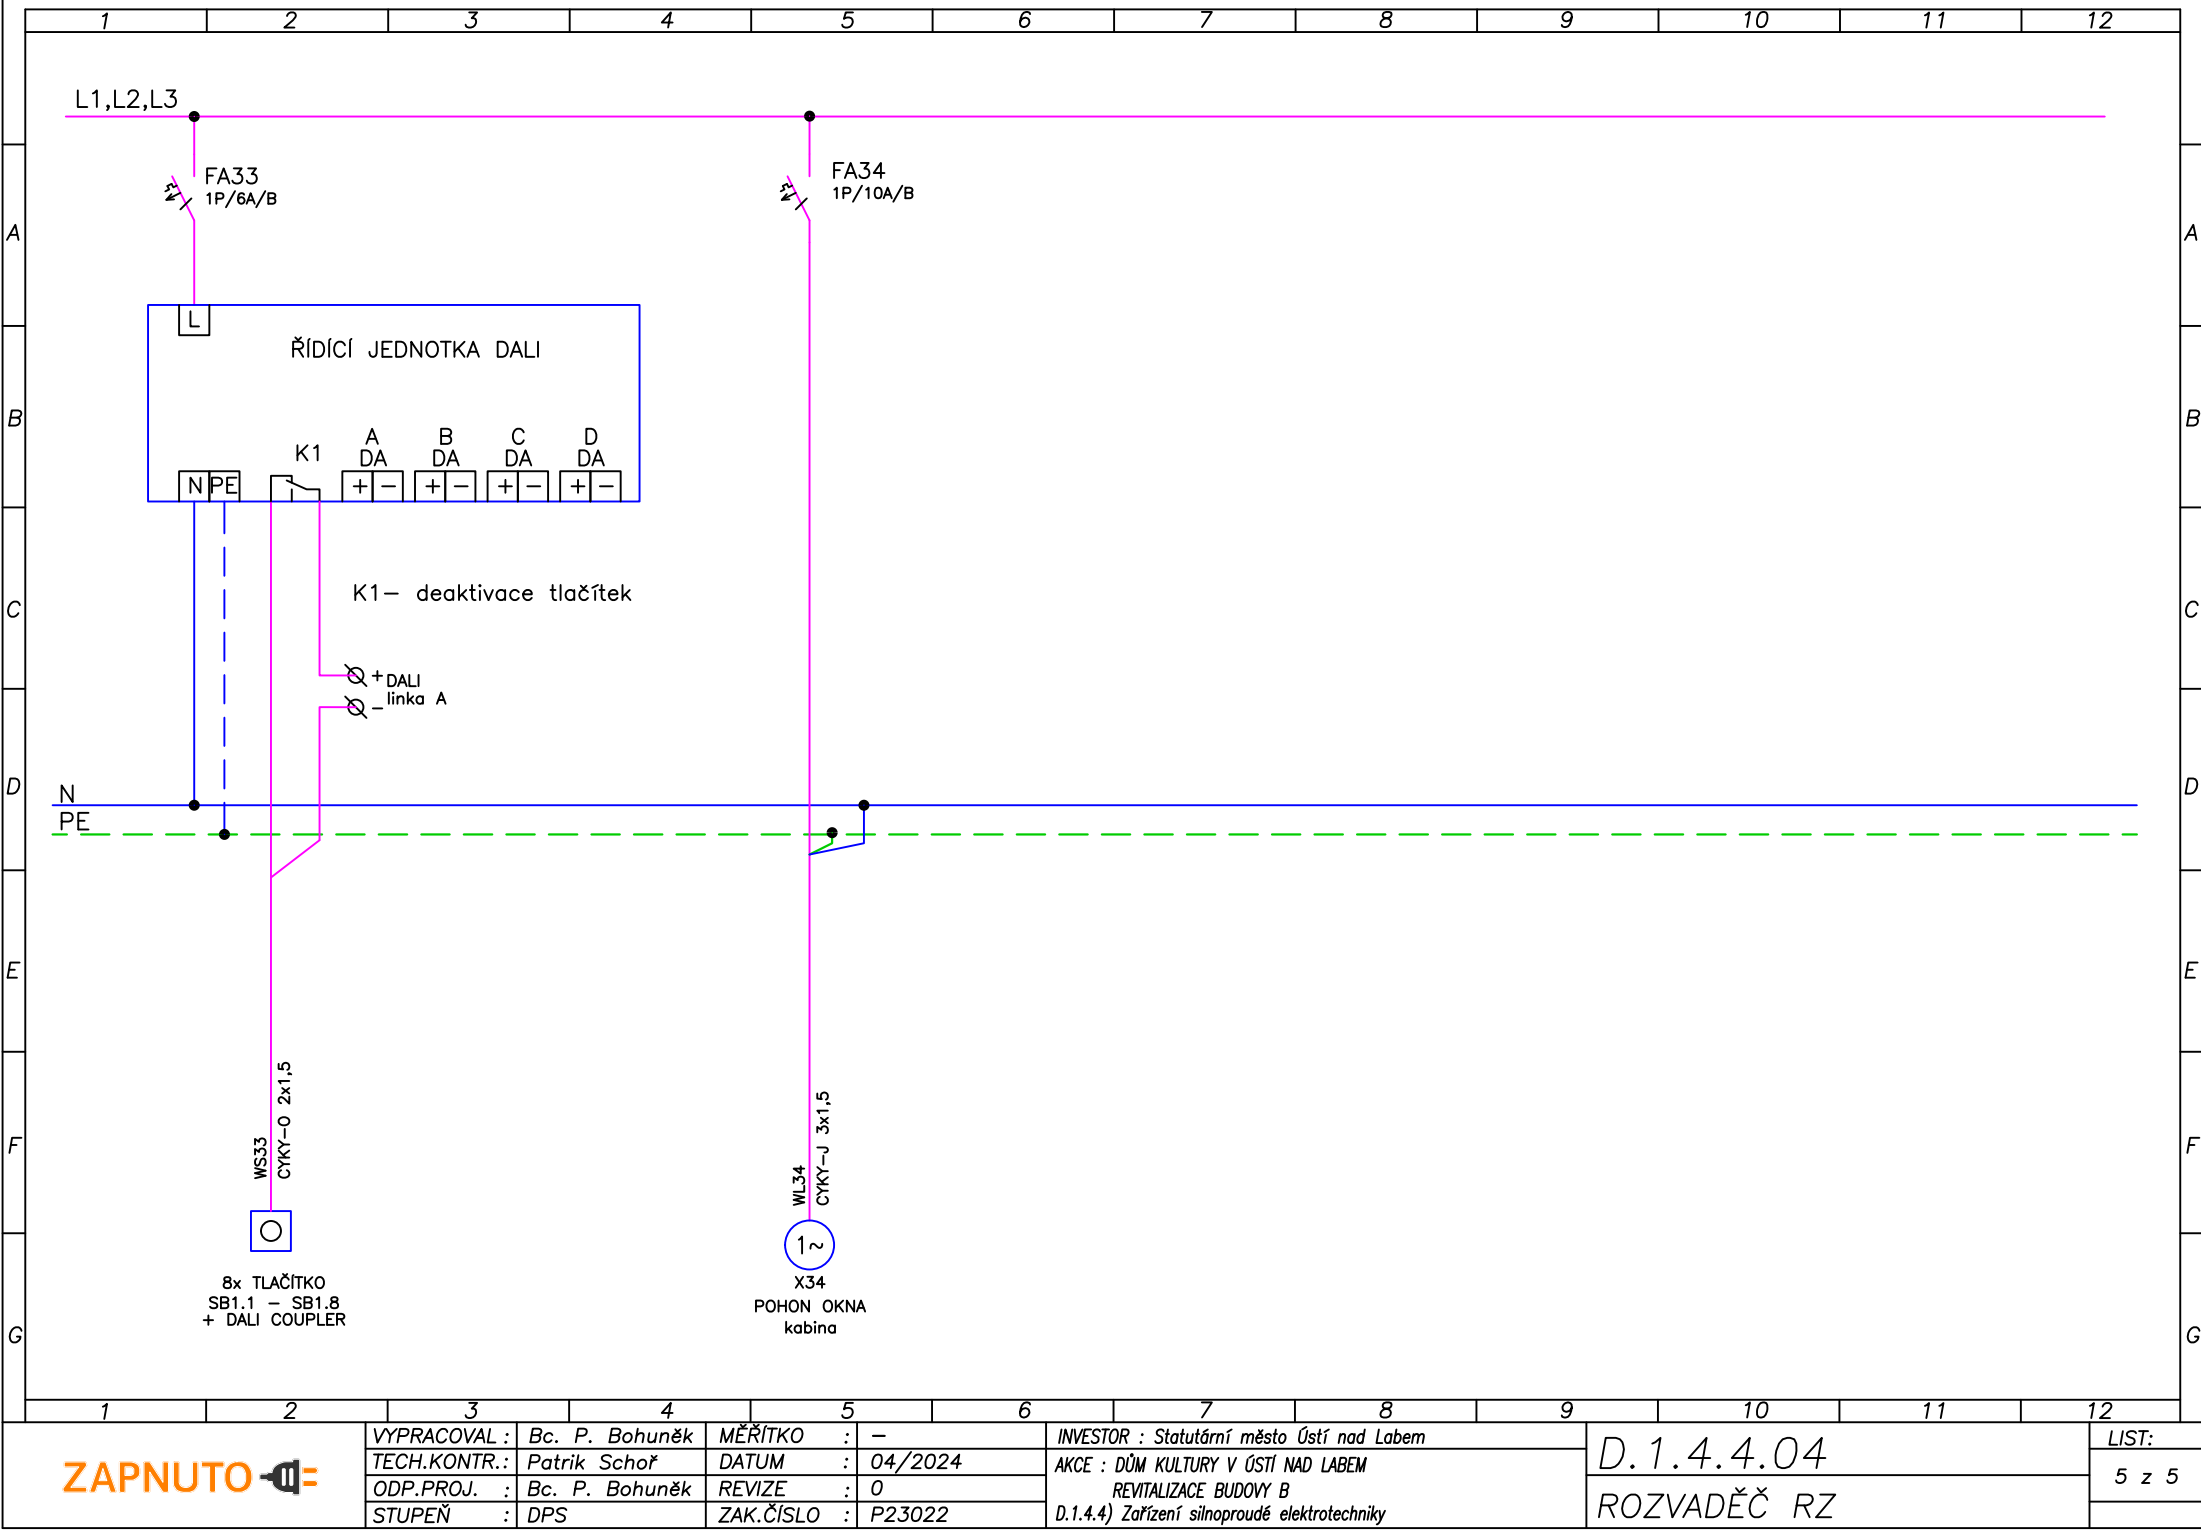 1 2 3 4 5 6 7 8 9 10 11 12
L1,L2,L3
FA33
1P/6A/B
FA34
1P/10A/B
A A
L
ŘÍDÍCÍ JEDNOTKA DALI
B B
K1
A B C D
DA DA DA DA
N PE + − + − + − + −
K1− deaktivace tlačítek
C C
+ DALI
− linka A
D D
N
PE
E E
WS33
CYKY−O 2x1,5
WL34
CYKY−J 3x1,5
F F
1~
8x TLAČÍTKO
SB1.1 − SB1.8
+ DALI COUPLER
X34
POHON OKNA
kabina
G G
1 2 3 4 5 6 7 8 9 10 11 12
ZAPNUTO
VYPRACOVAL : Bc. P. Bohuněk
TECH.KONTR.: Patrik Schoř
ODP.PROJ. : Bc. P. Bohuněk
STUPEŇ : DPS
MĚŘÍTKO : −
DATUM : 04/2024
REVIZE : 0
ZAK.ČÍSLO : P23022
INVESTOR : Statutární město Ústí nad Labem
AKCE : DŮM KULTURY V ÚSTÍ NAD LABEM
REVITALIZACE BUDOVY B
D.1.4.4) Zařízení silnoproudé elektrotechniky
D.1.4.4.04
ROZVADĚČ RZ
LIST:
5 z 5